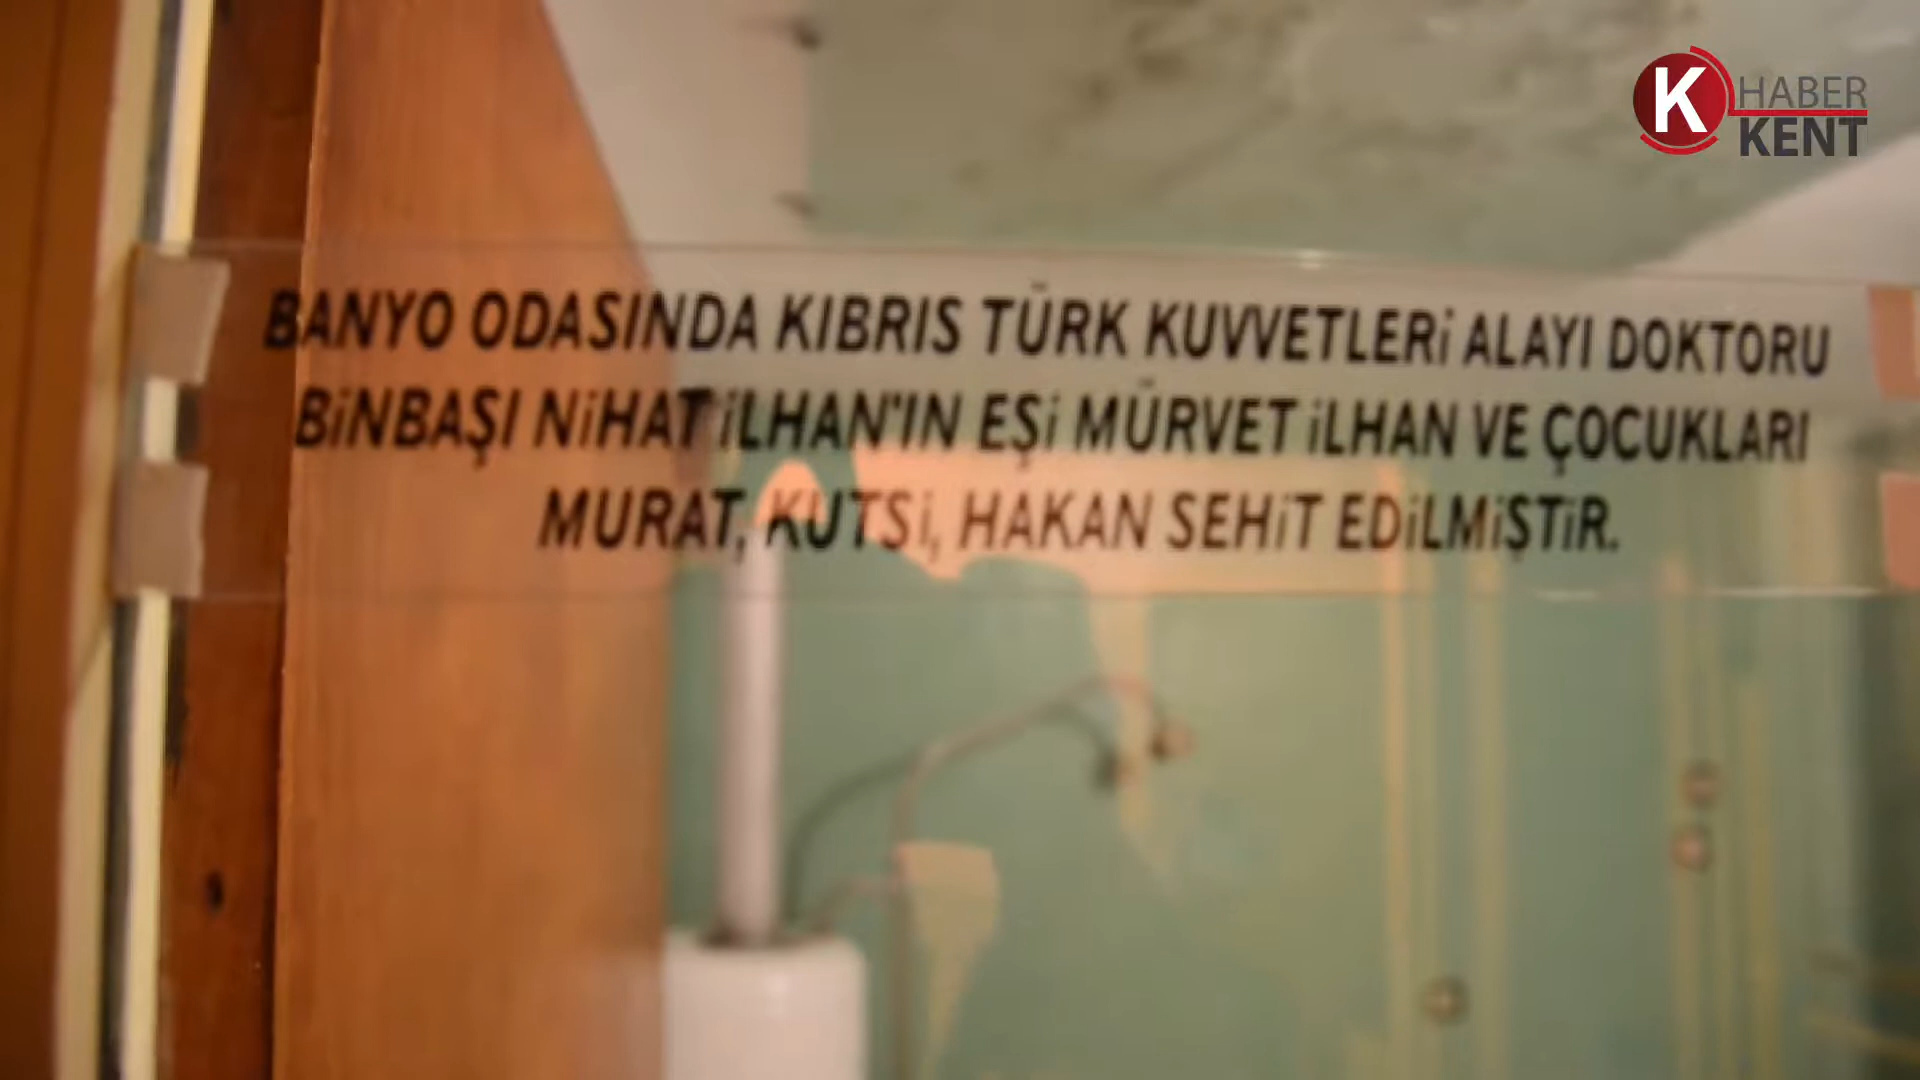 HABER
KENT
BANYO ODASINDA KIBRIS TÜRK KUVVETLERİ ALAYI DOKTORU
BİNBAŞI NİHAT İLHAN'IN EŞİ MÜRVET İLHAN VE ÇOCUKLARI
MURAT, KUTSİ, HAKAN SEHİT EDİLMİŞTİR.